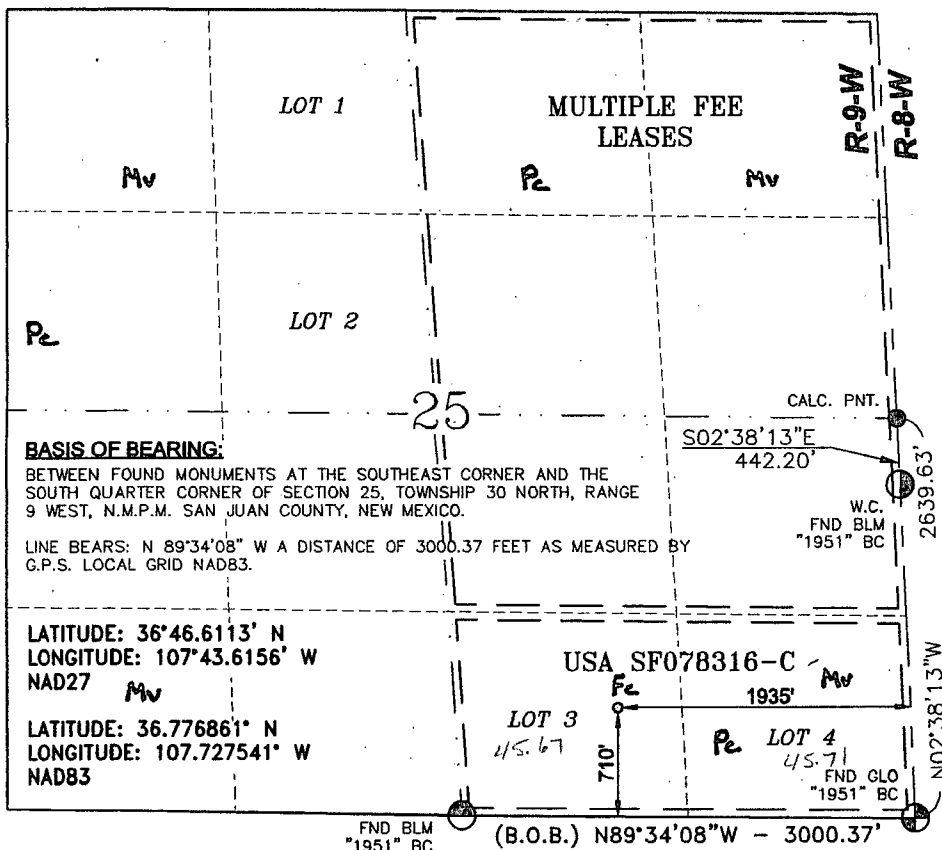 LOT 1
MULTIPLE FEE
LEASES
R-9-W
R-8-W
Mv
Pc
Mv
LOT 2
Pc
25
CALC. PNT.
S02°38'13"E
442.20'
BASIS OF BEARING:
BETWEEN FOUND MONUMENTS AT THE SOUTHEAST CORNER AND THE
SOUTH QUARTER CORNER OF SECTION 25, TOWNSHIP 30 NORTH, RANGE
9 WEST, N.M.P.M. SAN JUAN COUNTY, NEW MEXICO.
W.C.
FND BLM
"1951" BC
2639.63'
LINE BEARS: N 89°34'08" W A DISTANCE OF 3000.37 FEET AS MEASURED BY
G.P.S. LOCAL GRID NAD83.
LATITUDE: 36°46.6113' N
LONGITUDE: 107°43.6156' W
NAD27
Mv
LATITUDE: 36.776861° N
LONGITUDE: 107.727541° W
NAD83
USA SF078316-C
Mv
Fc
1935'
LOT 3
45.67
710'
Pc
LOT 4
45.71
FND GLO
"1951" BC
N02°38'13"W
FND BLM
"1951" BC
(B.O.B.) N89°34'08"W - 3000.37'